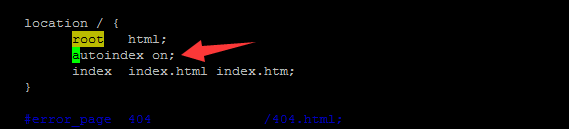 location / {
root html;
autoindex on;
index index.html index.htm;
}
#error_page 404 /404.html;